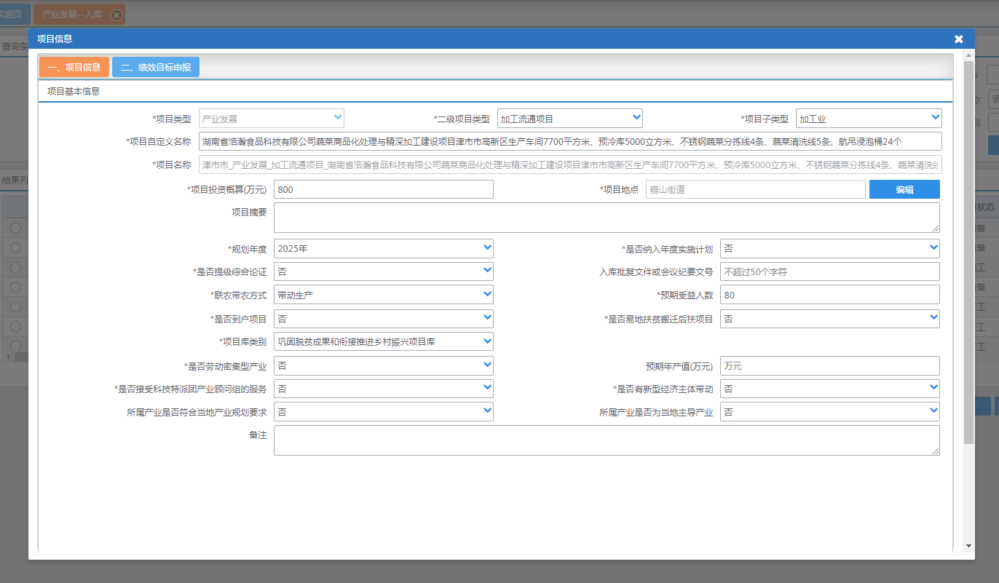 欢迎页 产业发展--入库
项目信息
查询条
一、项目信息 二、绩效目标申报
项目基本信息
*项目类型 产业发展 *二级项目类型 加工流通项目 *项目子类型 加工业
*项目自定义名称 湖南省浩瀚食品科技有限公司蔬菜商品化处理与精深加工建设项目津市市高新区生产车间7700平方米、预冷库5000立方米、不锈钢蔬菜分拣线4条、蔬菜清洗线5条、航吊浸泡桶24个
*项目名称 津市市_产业发展_加工流通项目_湖南省浩瀚食品科技有限公司蔬菜商品化处理与精深加工建设项目津市市高新区生产车间7700平方米、预冷库5000立方米、不锈钢蔬菜分拣线4条、蔬菜清洗
结果列
*项目投资概算(万元) 800 *项目地点 嘉山街道 编辑
状态
项目摘要
*规划年度 2025年 *是否纳入年度实施计划 否
*是否提级综合论证 否 入库批复文件或会议纪要文号 不超过50个字符
*联农带农方式 带动生产 *预期受益人数 80
*是否到户项目 否 *是否易地扶贫搬迁后扶项目 否
*项目库类别 巩固脱贫成果和衔接推进乡村振兴项目库
*是否劳动密集型产业 否 预期年产值(万元) 万元
*是否接受科技特派团产业顾问组的服务 否 *是否有新型经济主体带动 否
所属产业是否符合当地产业规划要求 否 所属产业是否为当地主导产业 否
备注